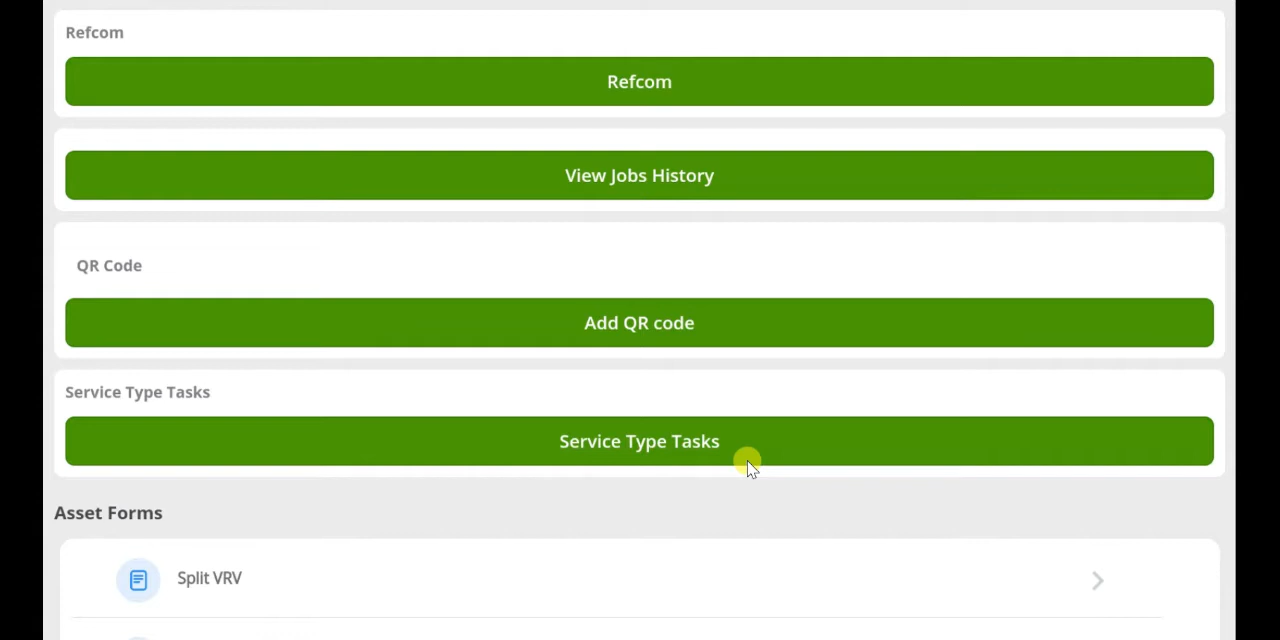 Refcom
Refcom
View Jobs History
QR Code
Add QR code
Service Type Tasks
Service Type Tasks
Asset Forms
Split VRV